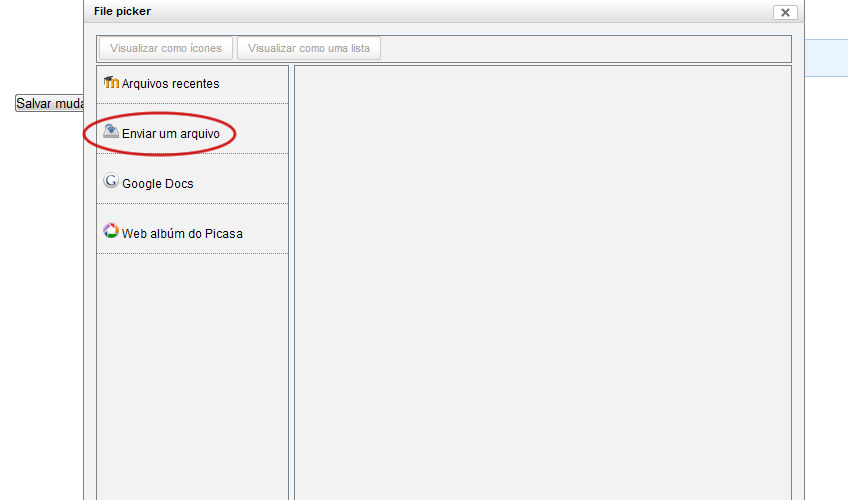 File picker
Visualizar como ícones Visualizar como uma lista
Arquivos recentes
Salvar muda
Enviar um arquivo
Google Docs
Web albúm do Picasa